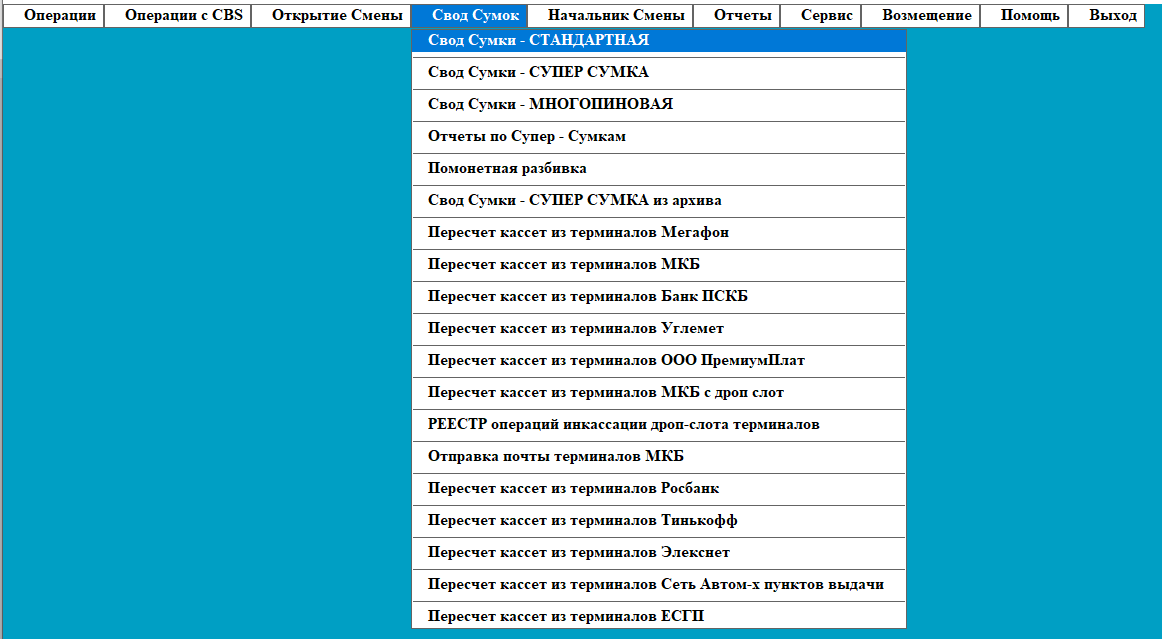 Операции Операции с CBS Открытие Смены Свод Сумок Начальник Смены Отчеты Сервис Возмещение Помощь Выход
Свод Сумки - СТАНДАРТНАЯ
Свод Сумки - СУПЕР СУМКА
Свод Сумки - МНОГОПИНОВАЯ
Отчеты по Супер - Сумкам
Помонетная разбивка
Свод Сумки - СУПЕР СУМКА из архива
Пересчет кассет из терминалов Мегафон
Пересчет кассет из терминалов МКБ
Пересчет кассет из терминалов Банк ПСКБ
Пересчет кассет из терминалов Углемет
Пересчет кассет из терминалов ООО ПремиумПлат
Пересчет кассет из терминалов МКБ с дроп слот
РЕЕСТР операций инкассации дроп-слота терминалов
Отправка почты терминалов МКБ
Пересчет кассет из терминалов Росбанк
Пересчет кассет из терминалов Тинькофф
Пересчет кассет из терминалов Элекснет
Пересчет кассет из терминалов Сеть Автом-х пунктов выдачи
Пересчет кассет из терминалов ЕСГП